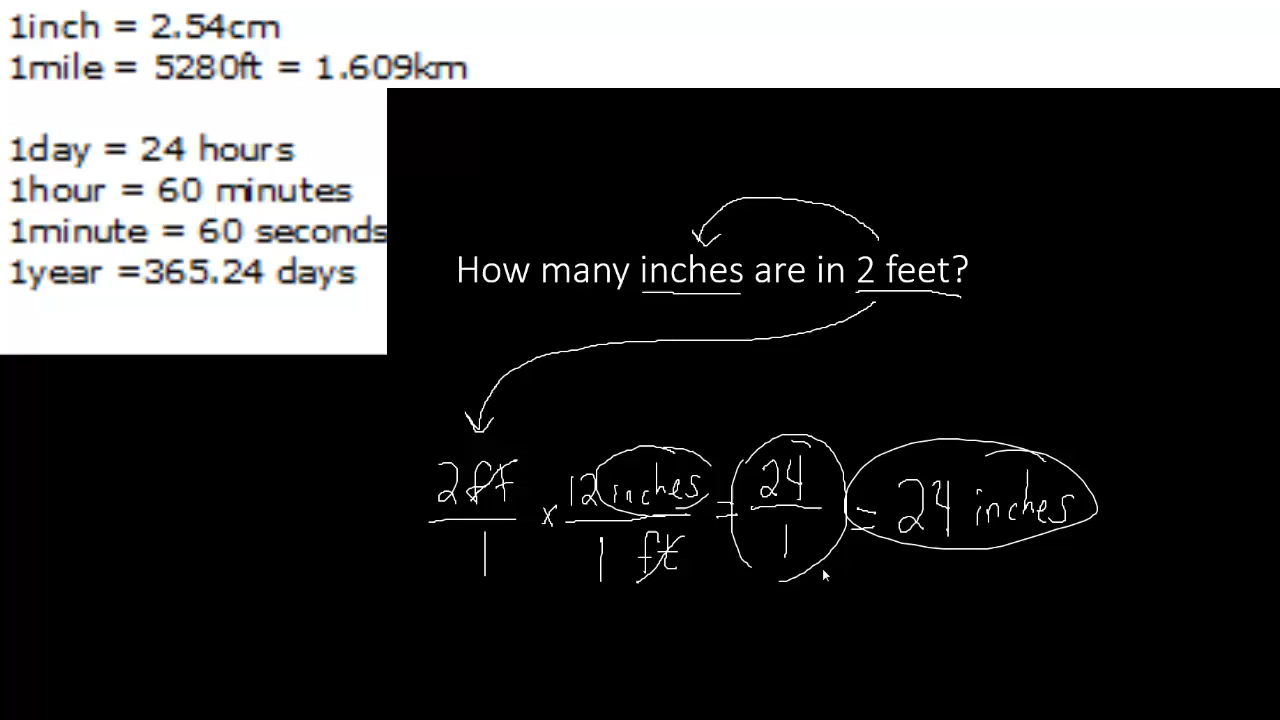 1inch = 2.54cm
1mile = 5280ft = 1.609km
1day = 24 hours
1hour = 60 minutes
1minute = 60 seconds
1year =365.24 days
How many inches are in 2 feet?
2ft/1 x 12 inches/1 ft = 24/1 = 24 inches